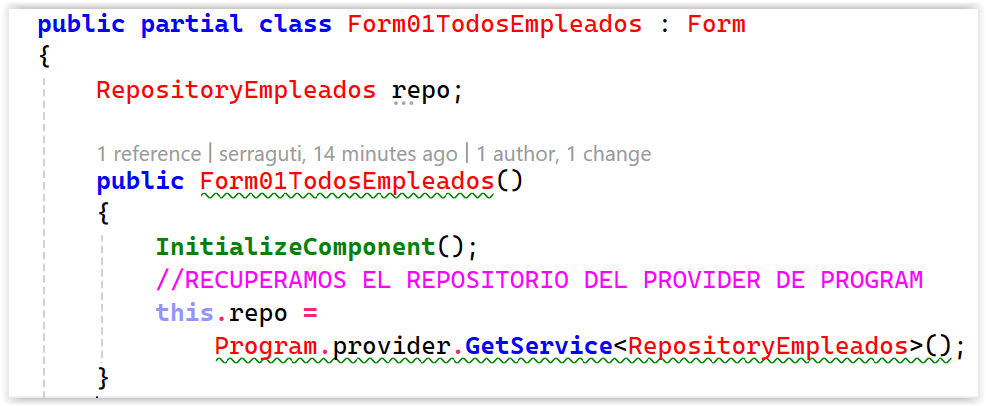 public partial class Form01TodosEmpleados : Form
{
RepositoryEmpleados repo;
1 reference | serraguti, 14 minutes ago | 1 author, 1 change
public Form01TodosEmpleados()
{
InitializeComponent();
//RECUPERAMOS EL REPOSITORIO DEL PROVIDER DE PROGRAM
this.repo =
Program.provider.GetService<RepositoryEmpleados>();
}